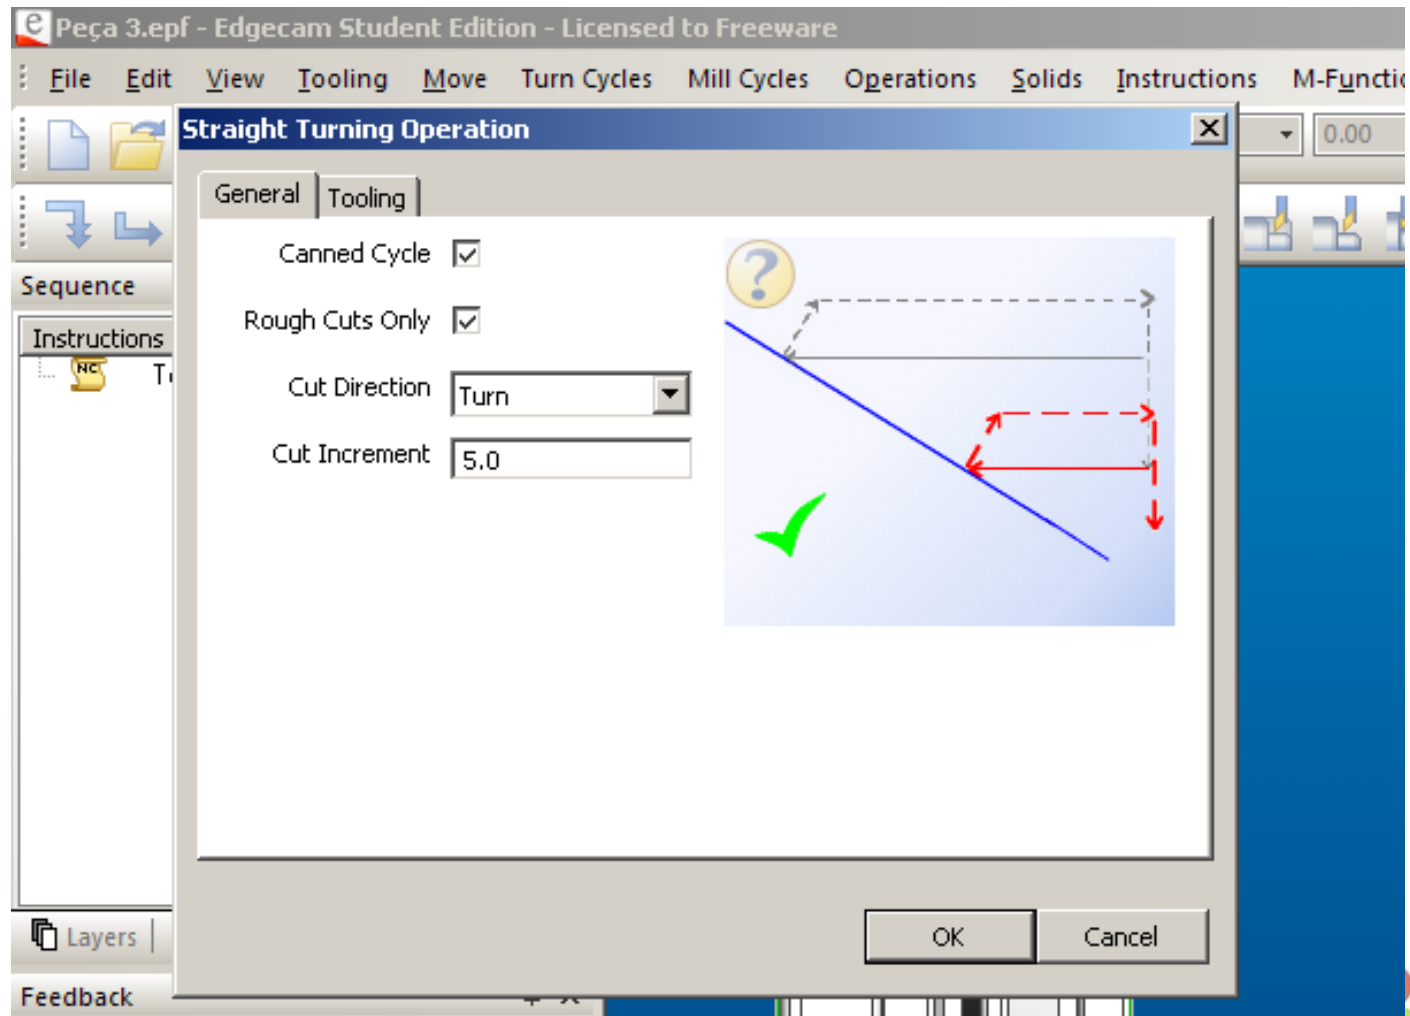 Peça 3.epf - Edgecam Student Edition - Licensed to Freeware
File Edit View Tooling Move Turn Cycles Mill Cycles Operations Solids Instructions
Straight Turning Operation
0.00
General Tooling
Canned Cycle
Rough Cuts Only
Cut Direction Turn
Cut Increment 5.0
?
Sequence
Instructions
NC
OK Cancel
Layers
Feedback